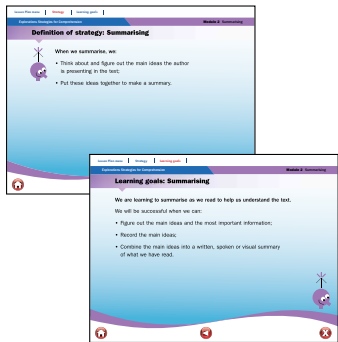 Lesson Plan menu | Strategy | Learning goals |
Explorations Strategies for Comprehension
Module 2: Summarising
Definition of strategy: Summarising
When we summarise, we:
• Think about and figure out the main ideas the author
is presenting in the text;
• Put these ideas together to make a summary.
Lesson Plan menu | Strategy | Learning goals |
Explorations Strategies for Comprehension
Module 2: Summarising
Learning goals: Summarising
We are learning to summarise as we read to help us understand the text.
We will be successful when we can:
• Figure out the main ideas and the most important information;
• Record the main ideas;
• Combine the main ideas into a written, spoken or visual summary
of what we have read.
X